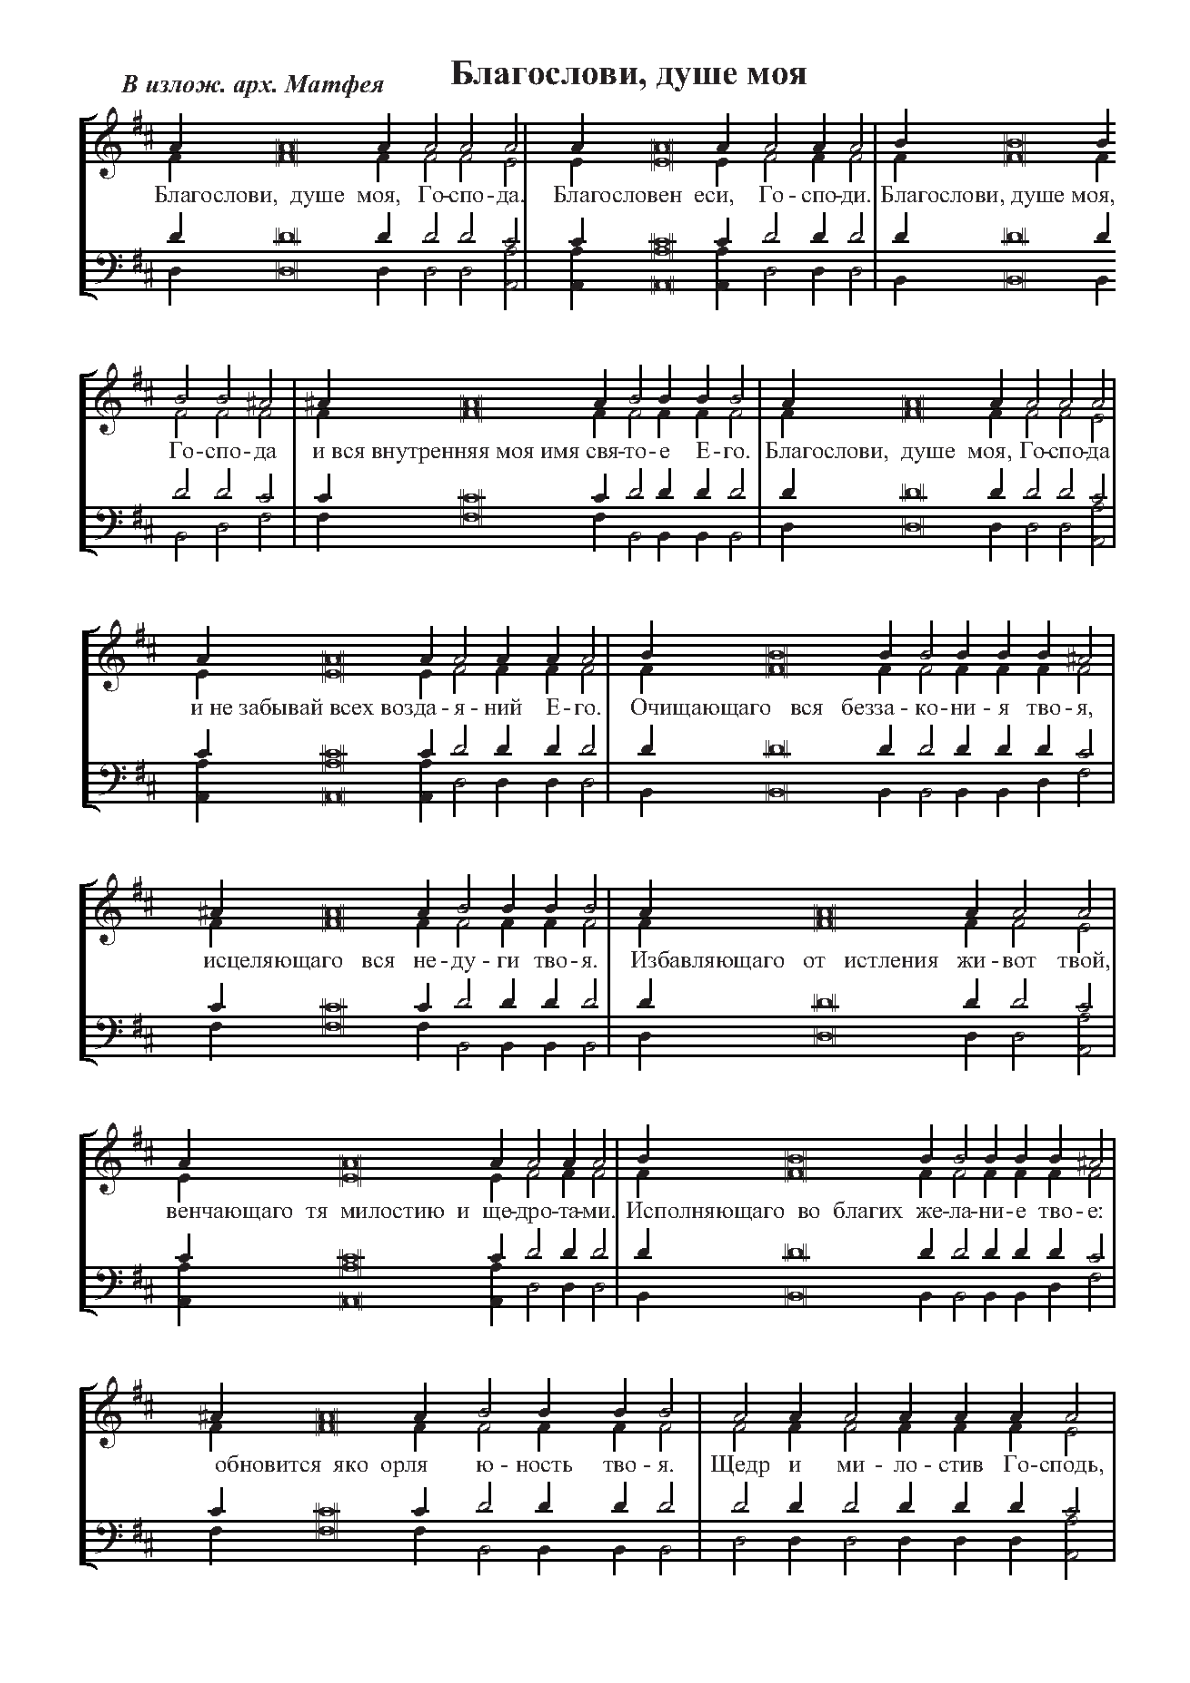 Благослови, душе моя
В излож. арх. Матфея
Благослови, душе моя, Го-спо-да. Благословен еси, Го-спо-ди. Благослови, душе моя,
Го-спо-да и вся внутренняя моя имя свя-то-е Е-го. Благослови, душе моя, Го-спо-да
и не забывай всех возда-я-ний Е-го. Очищающаго вся безза-ко-ни-я тво-я,
исцеляющаго вся не-ду-ги тво-я. Избавляющаго от истления жи-вот твой,
венчающаго тя милостию и ще-дро-та-ми. Исполняющаго во благих же-ла-ни-е тво-е:
обновится яко орля ю-ность тво-я. Щедр и ми-ло-стив Го-сподь,